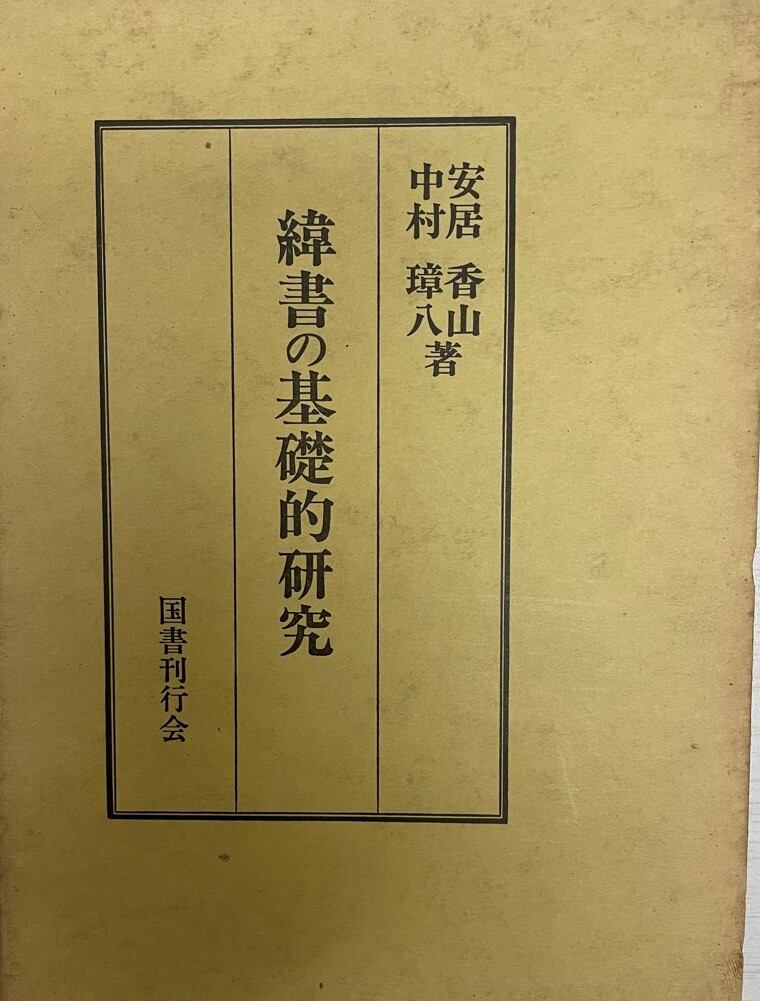 安居 香山
中村 璋八
著
緯書の基礎的研究
国書刊行会